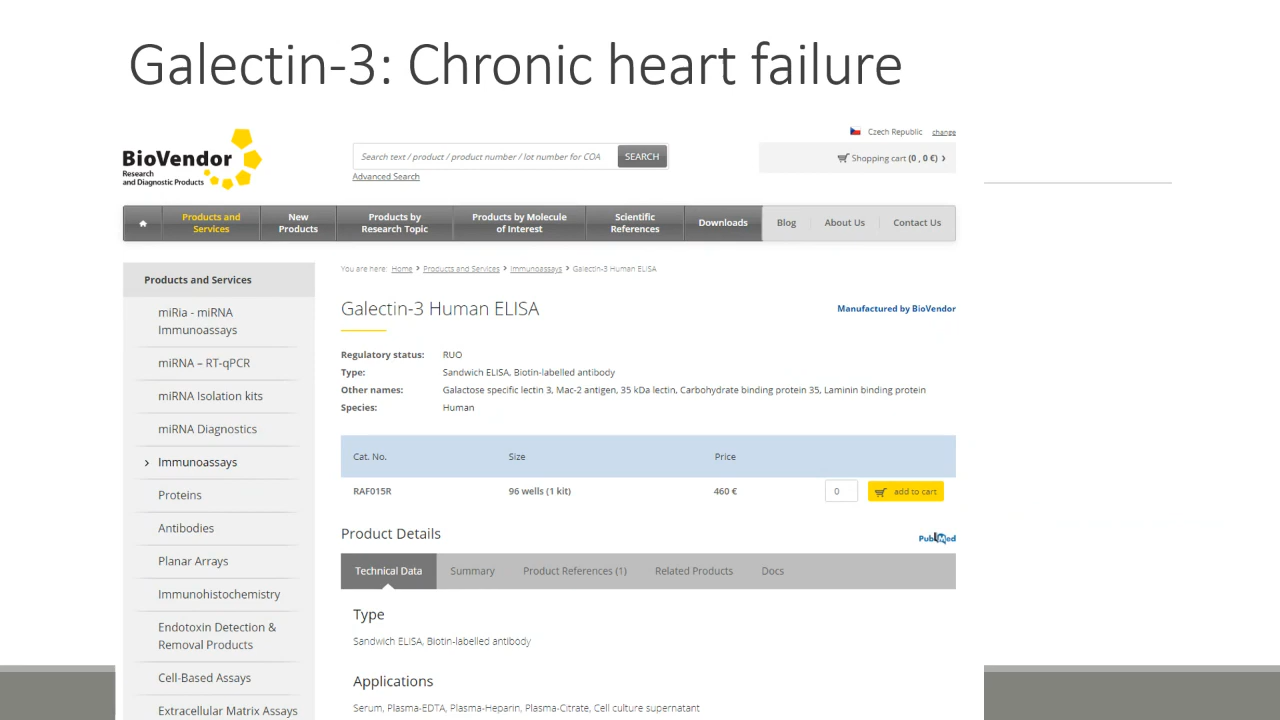 Galectin-3: Chronic heart failure
Czech Republic change
BioVendor
Research
and Diagnostic Products
Search text / product / product number / lot number for COA
SEARCH
Shopping cart (0 , 0 €) ›
Advanced Search
Products and Services
New Products
Products by Research Topic
Products by Molecule of Interest
Scientific References
Downloads
Blog
About Us
Contact Us
You are here: Home › Products and Services › Immunoassays › Galectin-3 Human ELISA
Products and Services
miRia - miRNA
Immunoassays
miRNA – RT-qPCR
miRNA Isolation kits
miRNA Diagnostics
› Immunoassays
Proteins
Antibodies
Planar Arrays
Immunohistochemistry
Endotoxin Detection &
Removal Products
Cell-Based Assays
Extracellular Matrix Assays
Galectin-3 Human ELISA
Manufactured by BioVendor
Regulatory status: RUO
Type: Sandwich ELISA, Biotin-labelled antibody
Other names: Galactose specific lectin 3, Mac-2 antigen, 35 kDa lectin, Carbohydrate binding protein 35, Laminin binding protein
Species: Human
Cat. No. Size Price
RAF015R 96 wells (1 kit) 460 € 0 add to cart
Product Details
PubMed
Technical Data Summary Product References (1) Related Products Docs
Type
Sandwich ELISA, Biotin-labelled antibody
Applications
Serum, Plasma-EDTA, Plasma-Heparin, Plasma-Citrate, Cell culture supernatant